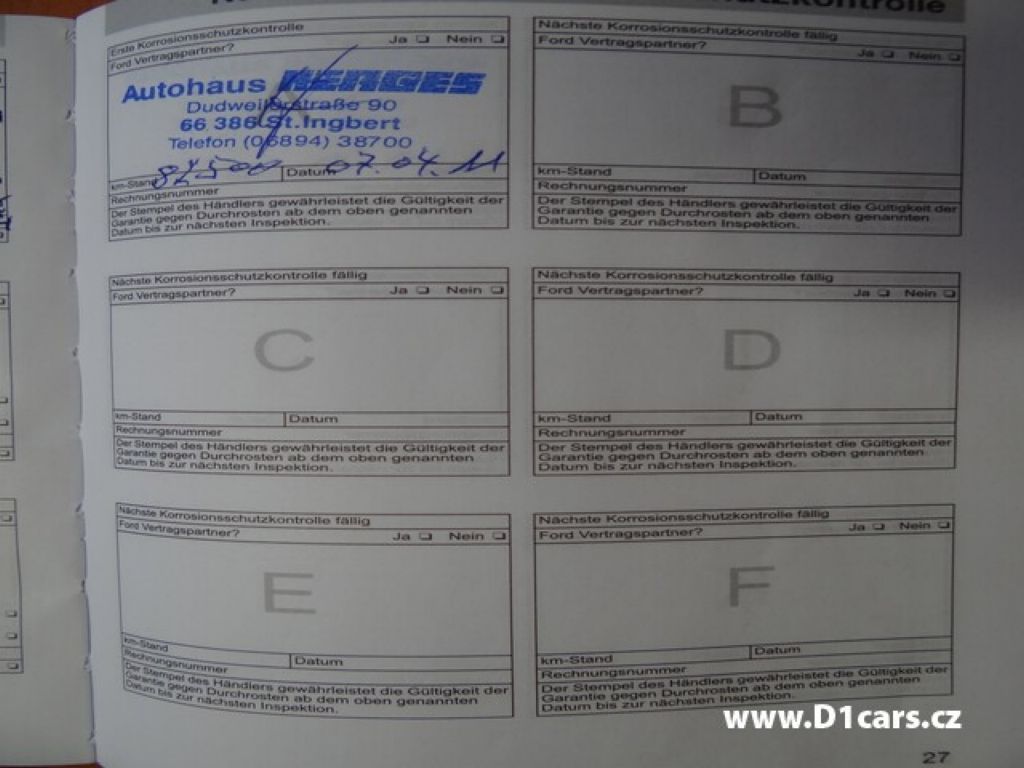 Erste Korrosionsschutzkontrolle
Ford Vertragspartner? Ja Nein
Autohaus HERGES
Dudweilerstraße 90
66 386 St.Ingbert
Telefon (06894) 38700
km-Stand 82500 Datum 07.04.11
Rechnungsnummer
Der Stempel des Händlers gewährleistet die Gültigkeit der
Garantie gegen Durchrosten ab dem oben genannten
Datum bis zur nächsten Inspektion.
Nächste Korrosionsschutzkontrolle fällig
Ford Vertragspartner? Ja Nein
B
km-Stand Datum
Rechnungsnummer
Der Stempel des Händlers gewährleistet die Gültigkeit der
Garantie gegen Durchrosten ab dem oben genannten
Datum bis zur nächsten Inspektion.
Nächste Korrosionsschutzkontrolle fällig
Ford Vertragspartner? Ja Nein
C
km-Stand Datum
Rechnungsnummer
Der Stempel des Händlers gewährleistet die Gültigkeit der
Garantie gegen Durchrosten ab dem oben genannten
Datum bis zur nächsten Inspektion.
Nächste Korrosionsschutzkontrolle fällig
Ford Vertragspartner? Ja Nein
D
km-Stand Datum
Rechnungsnummer
Der Stempel des Händlers gewährleistet die Gültigkeit der
Garantie gegen Durchrosten ab dem oben genannten
Datum bis zur nächsten Inspektion.
Nächste Korrosionsschutzkontrolle fällig
Ford Vertragspartner? Ja Nein
E
km-Stand Datum
Rechnungsnummer
Der Stempel des Händlers gewährleistet die Gültigkeit der
Garantie gegen Durchrosten ab dem oben genannten
Datum bis zur nächsten Inspektion.
Nächste Korrosionsschutzkontrolle fällig
Ford Vertragspartner? Ja Nein
F
km-Stand Datum
Rechnungsnummer
Der Stempel des Händlers gewährleistet die Gültigkeit der
Garantie gegen Durchrosten ab dem oben genannten
Datum bis zur nächsten Inspektion.
www.D1cars.cz
27